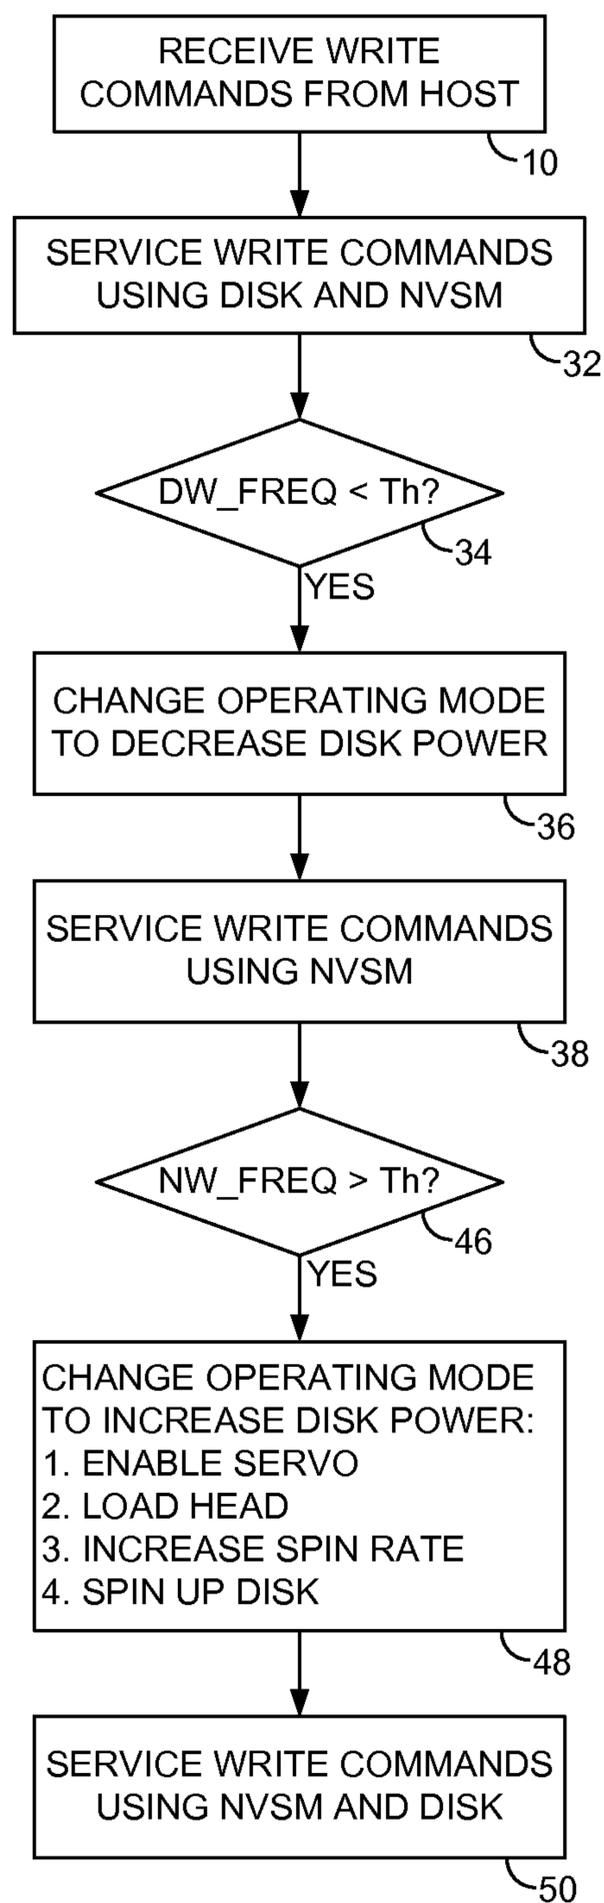 RECEIVE WRITE
COMMANDS FROM HOST
10
SERVICE WRITE COMMANDS
USING DISK AND NVSM
32
DW_FREQ < Th?
34
YES
CHANGE OPERATING MODE
TO DECREASE DISK POWER
36
SERVICE WRITE COMMANDS
USING NVSM
38
NW_FREQ > Th?
46
YES
CHANGE OPERATING MODE
TO INCREASE DISK POWER:
1. ENABLE SERVO
2. LOAD HEAD
3. INCREASE SPIN RATE
4. SPIN UP DISK
48
SERVICE WRITE COMMANDS
USING NVSM AND DISK
50